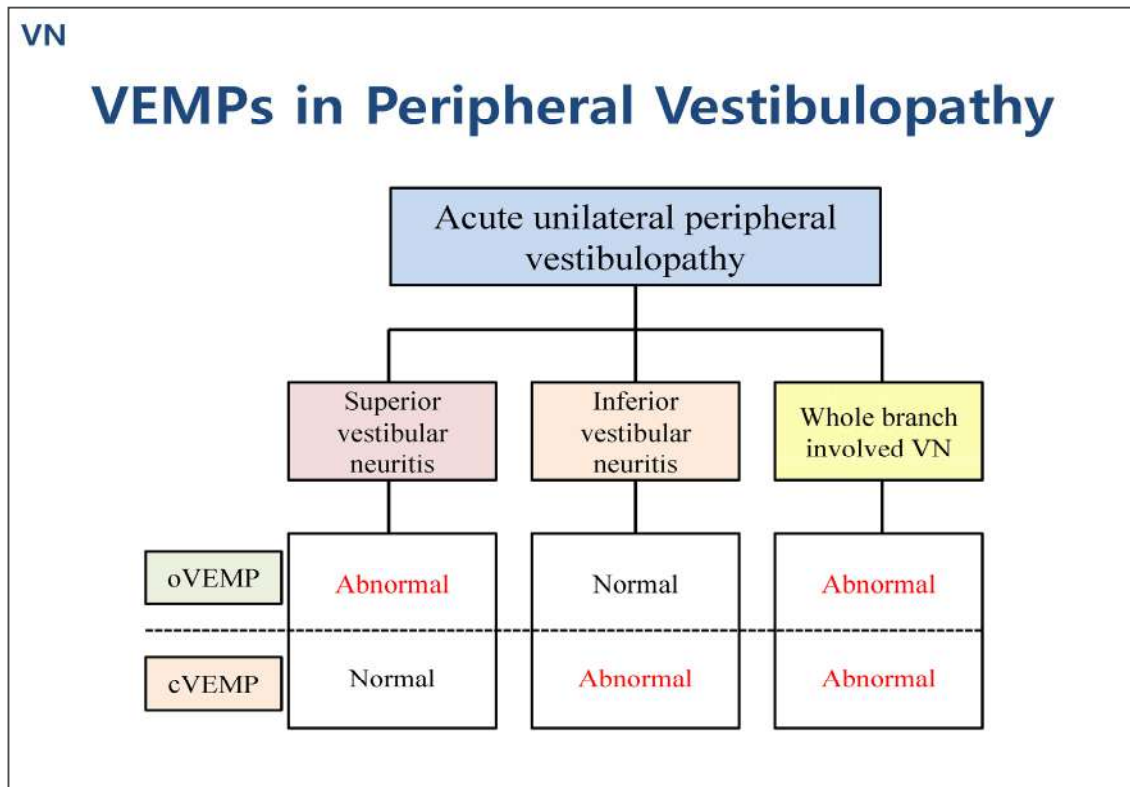 VN
VEMPs in Peripheral Vestibulopathy
Acute unilateral peripheral
vestibulopathy
Superior
vestibular
neuritis
Inferior
vestibular
neuritis
Whole branch
involved VN
oVEMP
Abnormal
Normal
Abnormal
cVEMP
Normal
Abnormal
Abnormal